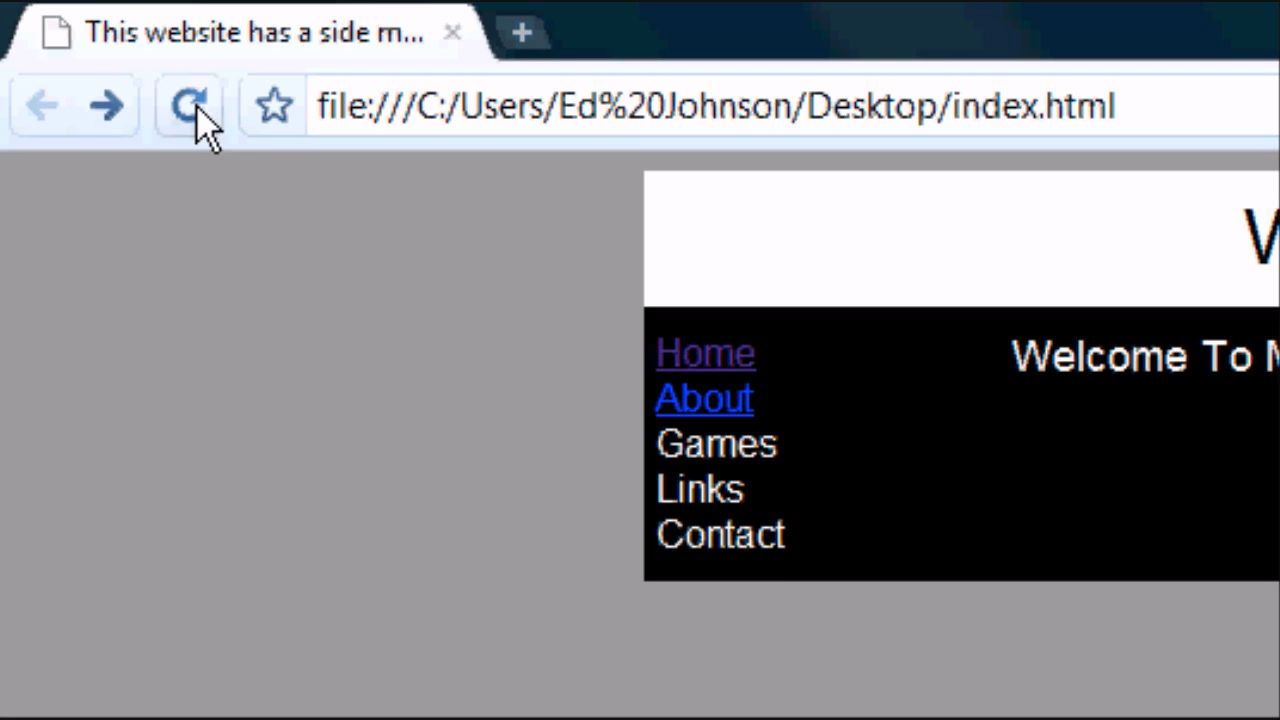 This website has a side m...
file:///C:/Users/Ed%20Johnson/Desktop/index.html
Home
Welcome To
About
Games
Links
Contact